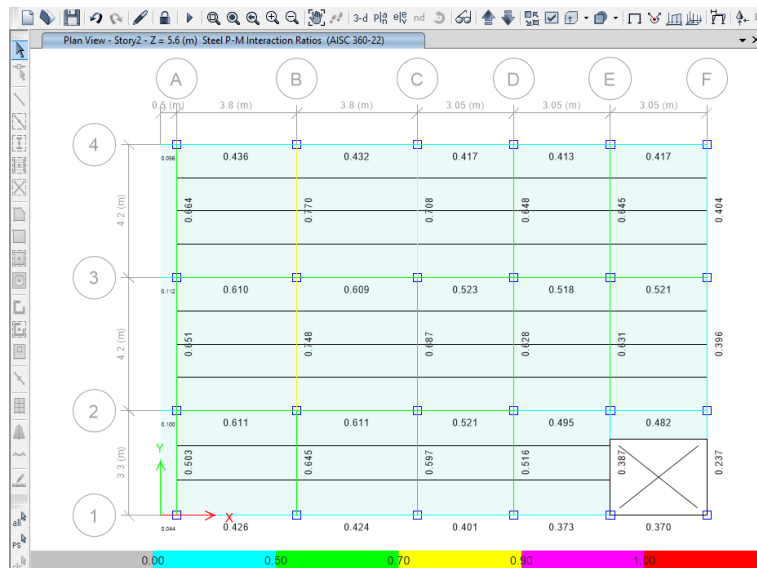 3-d Pla ele nd
Plan View - Story2 - Z = 5.6 (m) Steel P-M Interaction Ratios (AISC 360-22)
A B C D E F
0.5 (m) 3.8 (m) 3.8 (m) 3.05 (m) 3.05 (m) 3.05 (m)
4
0.056 0.436 0.432 0.417 0.413 0.417
4.2 (m) 0.664 0.770 0.708 0.648 0.645 0.404
3
0.112 0.610 0.609 0.523 0.518 0.521
4.2 (m) 0.651 0.748 0.687 0.628 0.631 0.396
2
0.100 0.611 0.611 0.521 0.495 0.482
Y
3.3 (m) 0.503 0.645 0.597 0.516 0.387 0.237
1
X
0.044 0.426 0.424 0.401 0.373 0.370
all
PS
clr
0.00 0.50 0.70 0.90 1.00